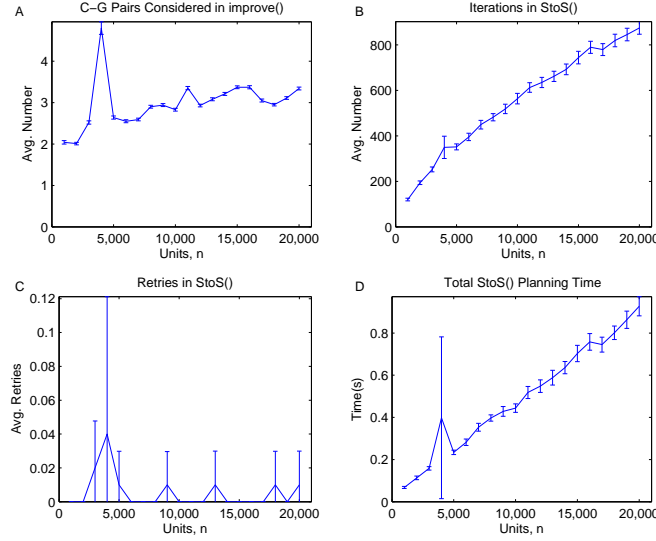 A
C–G Pairs Considered in improve()
Avg. Number
4
3
2
1
0
0 5,000 10,000 15,000 20,000
Units, n
B
Iterations in StoS()
Avg. Number
800
600
400
200
0
0 5,000 10,000 15,000 20,000
Units, n
C
Retries in StoS()
Avg. Retries
0.12
0.1
0.08
0.06
0.04
0.02
0
0 5,000 10,000 15,000 20,000
Units, n
D
Total StoS() Planning Time
Time(s)
0.8
0.6
0.4
0.2
0
0 5,000 10,000 15,000 20,000
Units, n